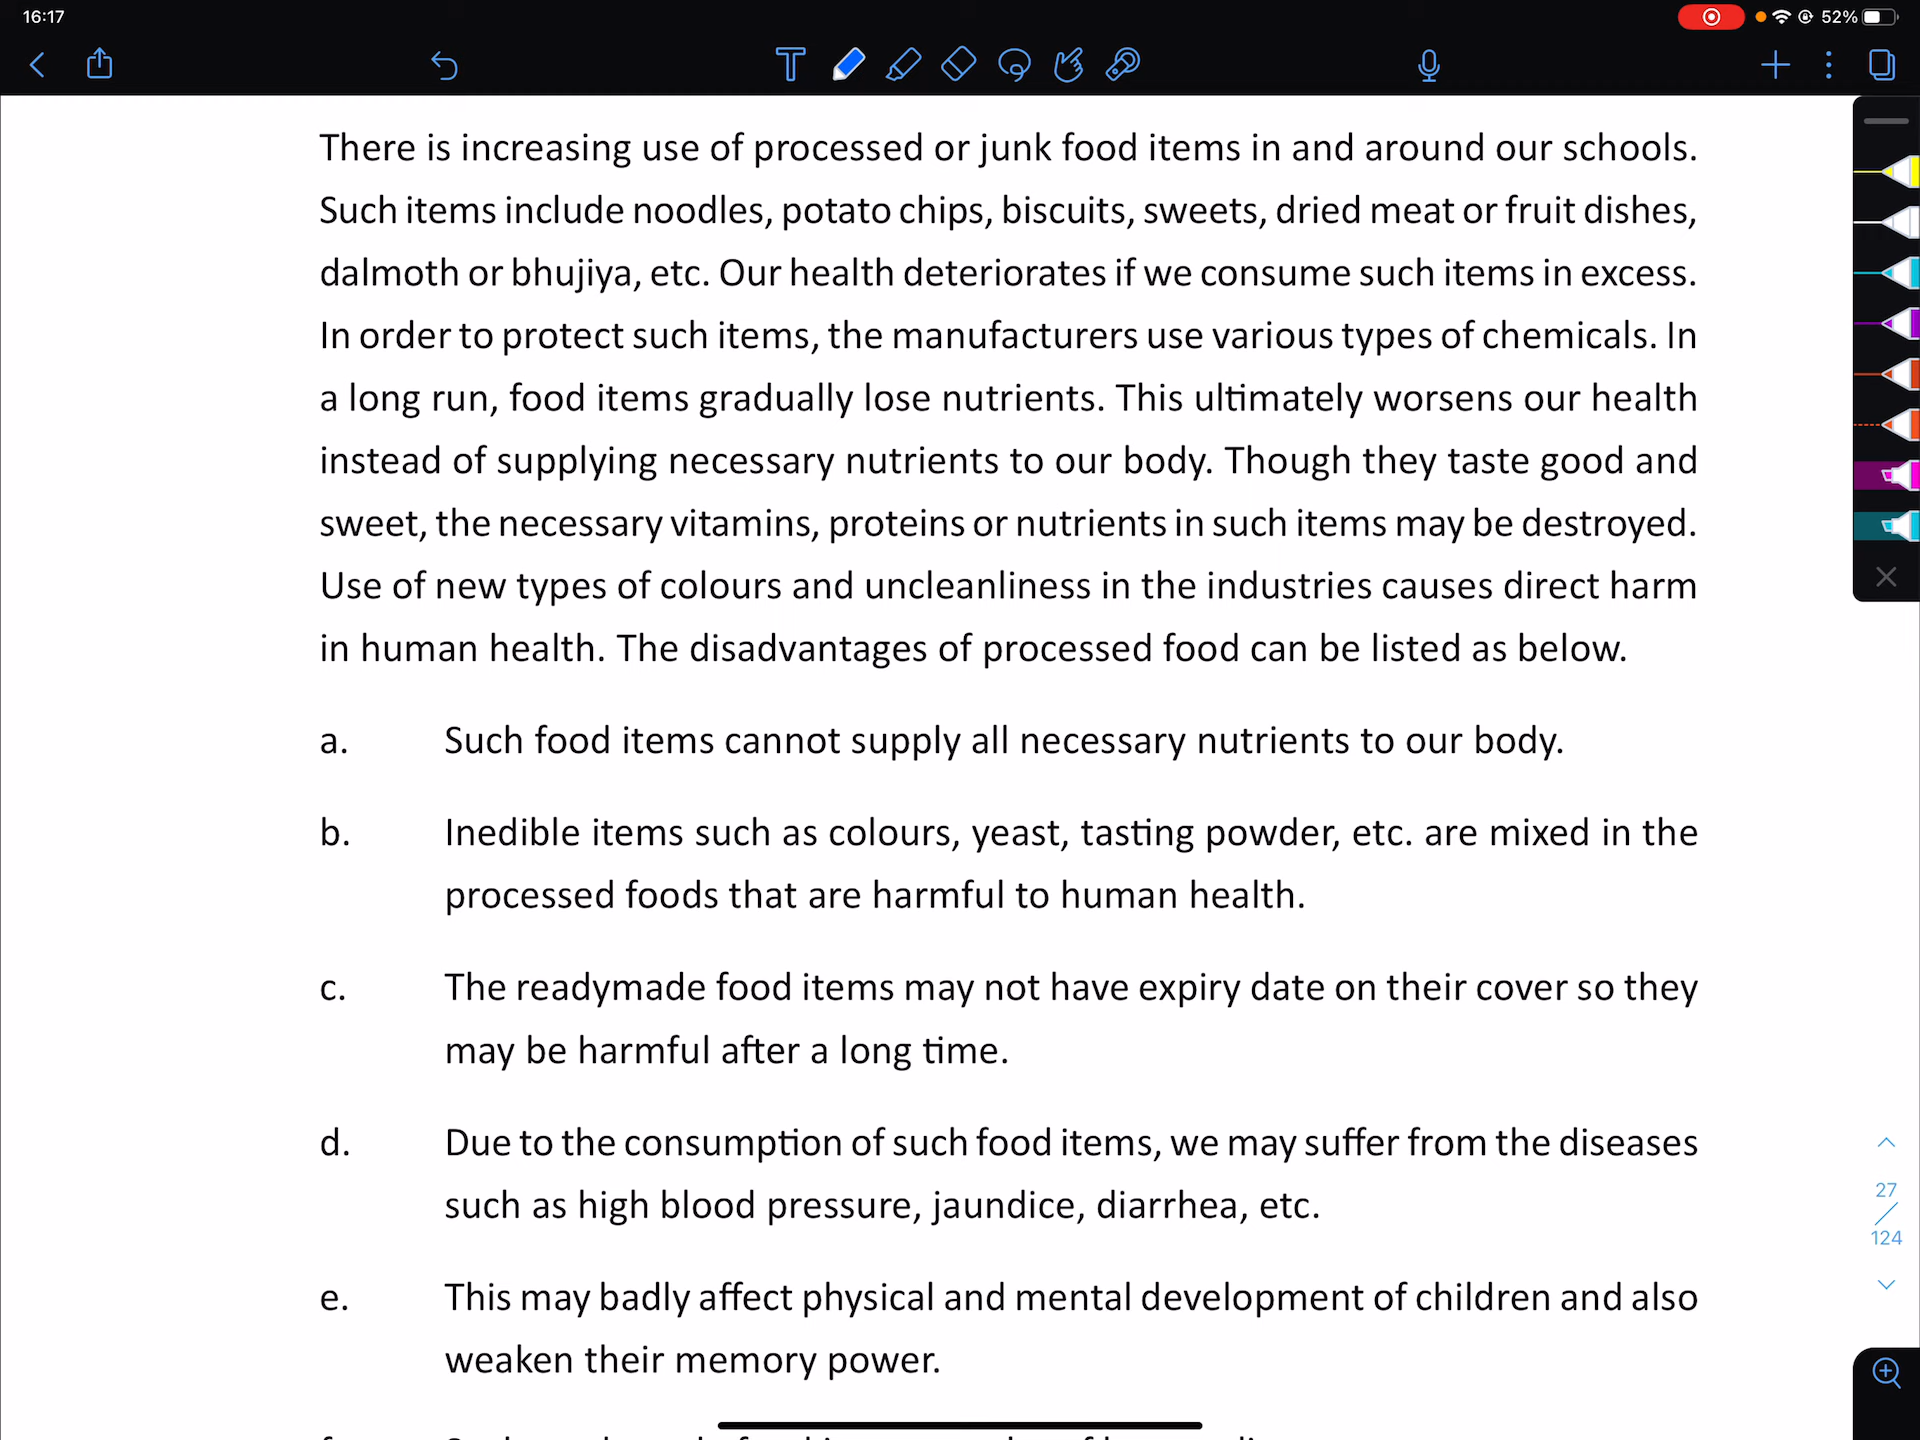 16:17
52%
There is increasing use of processed or junk food items in and around our schools.
Such items include noodles, potato chips, biscuits, sweets, dried meat or fruit dishes,
dalmoth or bhujiya, etc. Our health deteriorates if we consume such items in excess.
In order to protect such items, the manufacturers use various types of chemicals. In
a long run, food items gradually lose nutrients. This ultimately worsens our health
instead of supplying necessary nutrients to our body. Though they taste good and
sweet, the necessary vitamins, proteins or nutrients in such items may be destroyed.
Use of new types of colours and uncleanliness in the industries causes direct harm
in human health. The disadvantages of processed food can be listed as below.
a. Such food items cannot supply all necessary nutrients to our body.
b. Inedible items such as colours, yeast, tasting powder, etc. are mixed in the
processed foods that are harmful to human health.
c. The readymade food items may not have expiry date on their cover so they
may be harmful after a long time.
d. Due to the consumption of such food items, we may suffer from the diseases
such as high blood pressure, jaundice, diarrhea, etc.
e. This may badly affect physical and mental development of children and also
weaken their memory power.
27
/
124